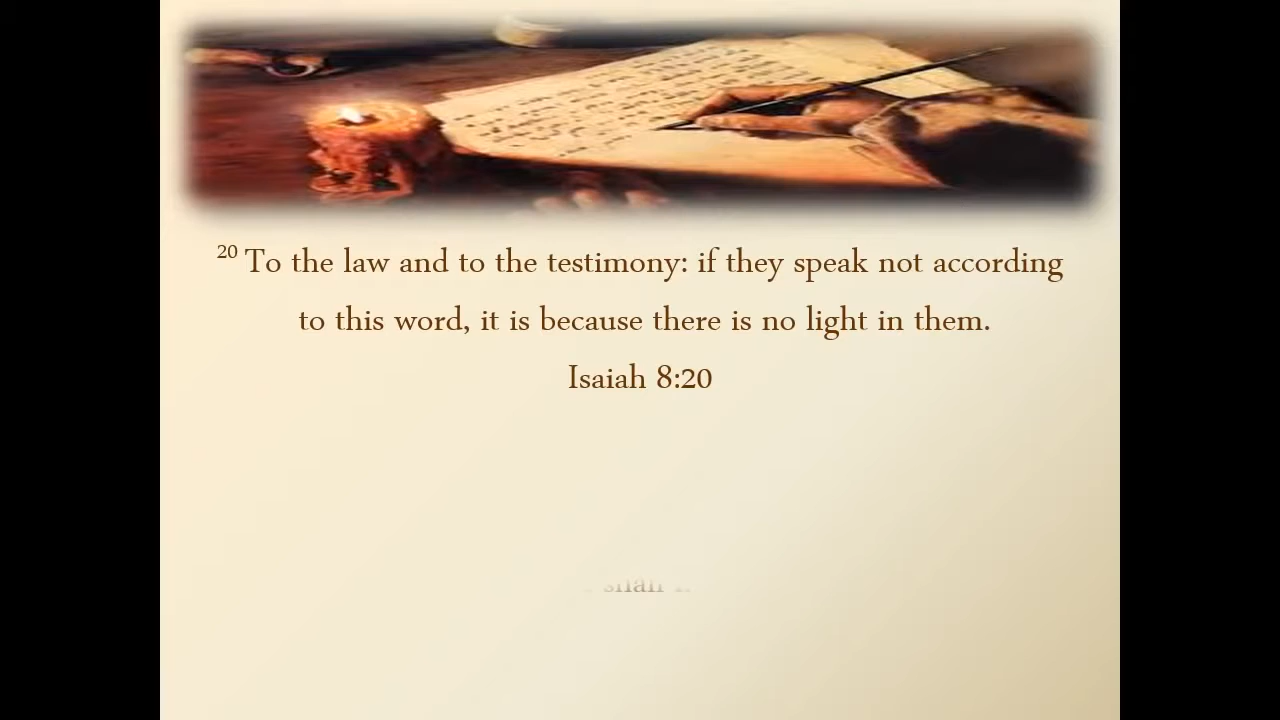 20 To the law and to the testimony: if they speak not according
to this word, it is because there is no light in them.
Isaiah 8:20
shall